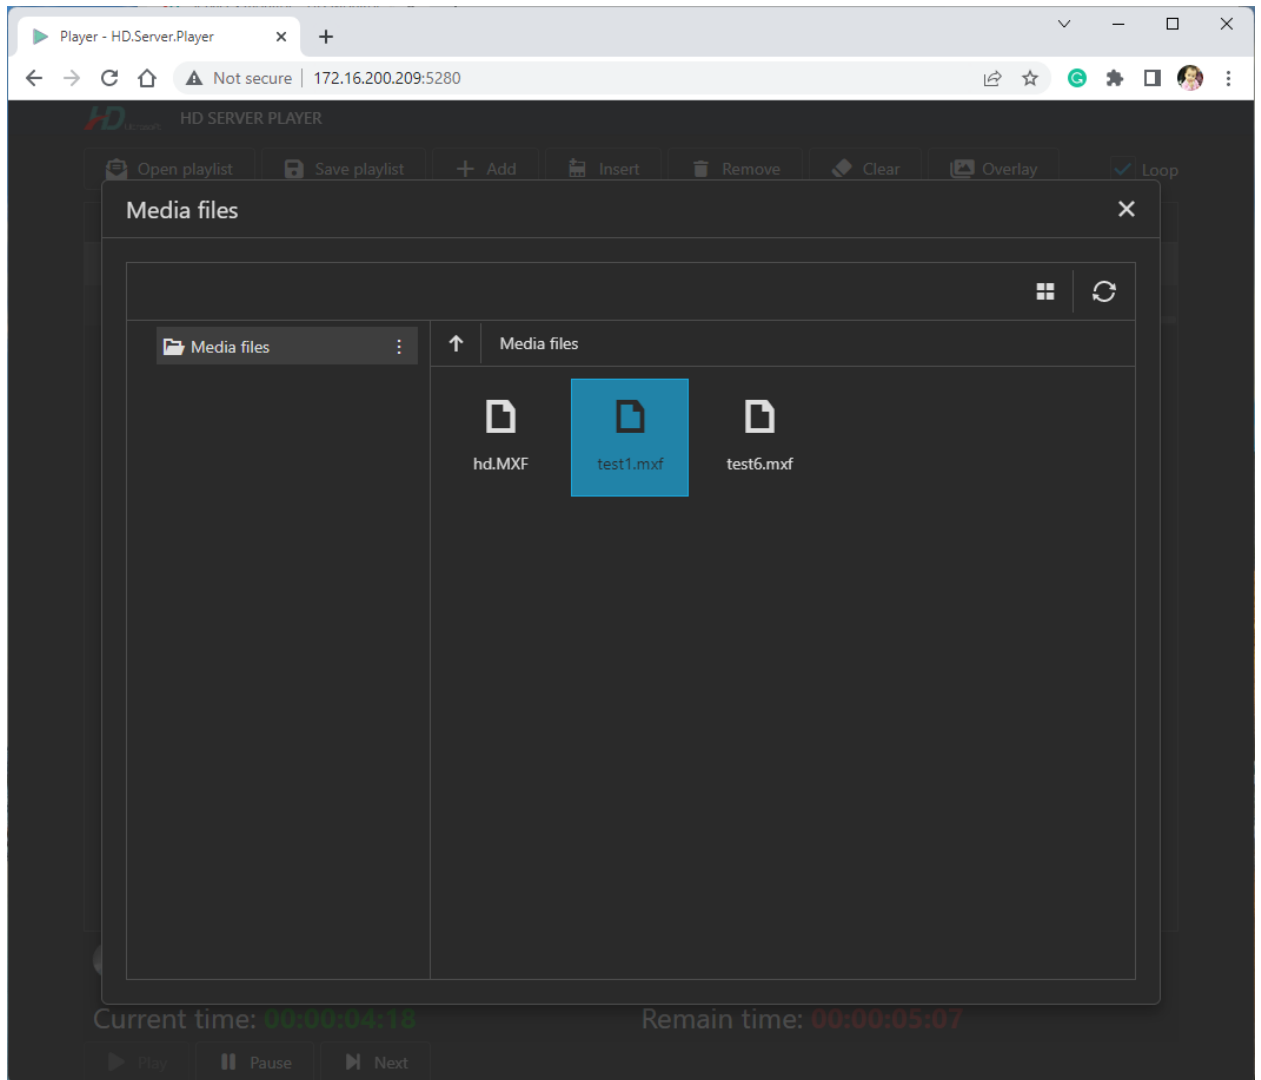 Player - HD.Server.Player
Not secure | 172.16.200.209:5280
HD SERVER PLAYER
Open playlist Save playlist Add Insert Remove Clear Overlay Loop
Media files
Media files
Media files
hd.MXF test1.mxf test6.mxf
Current time: 00:00:04:18 Remain time: 00:00:05:07
Play Pause Next